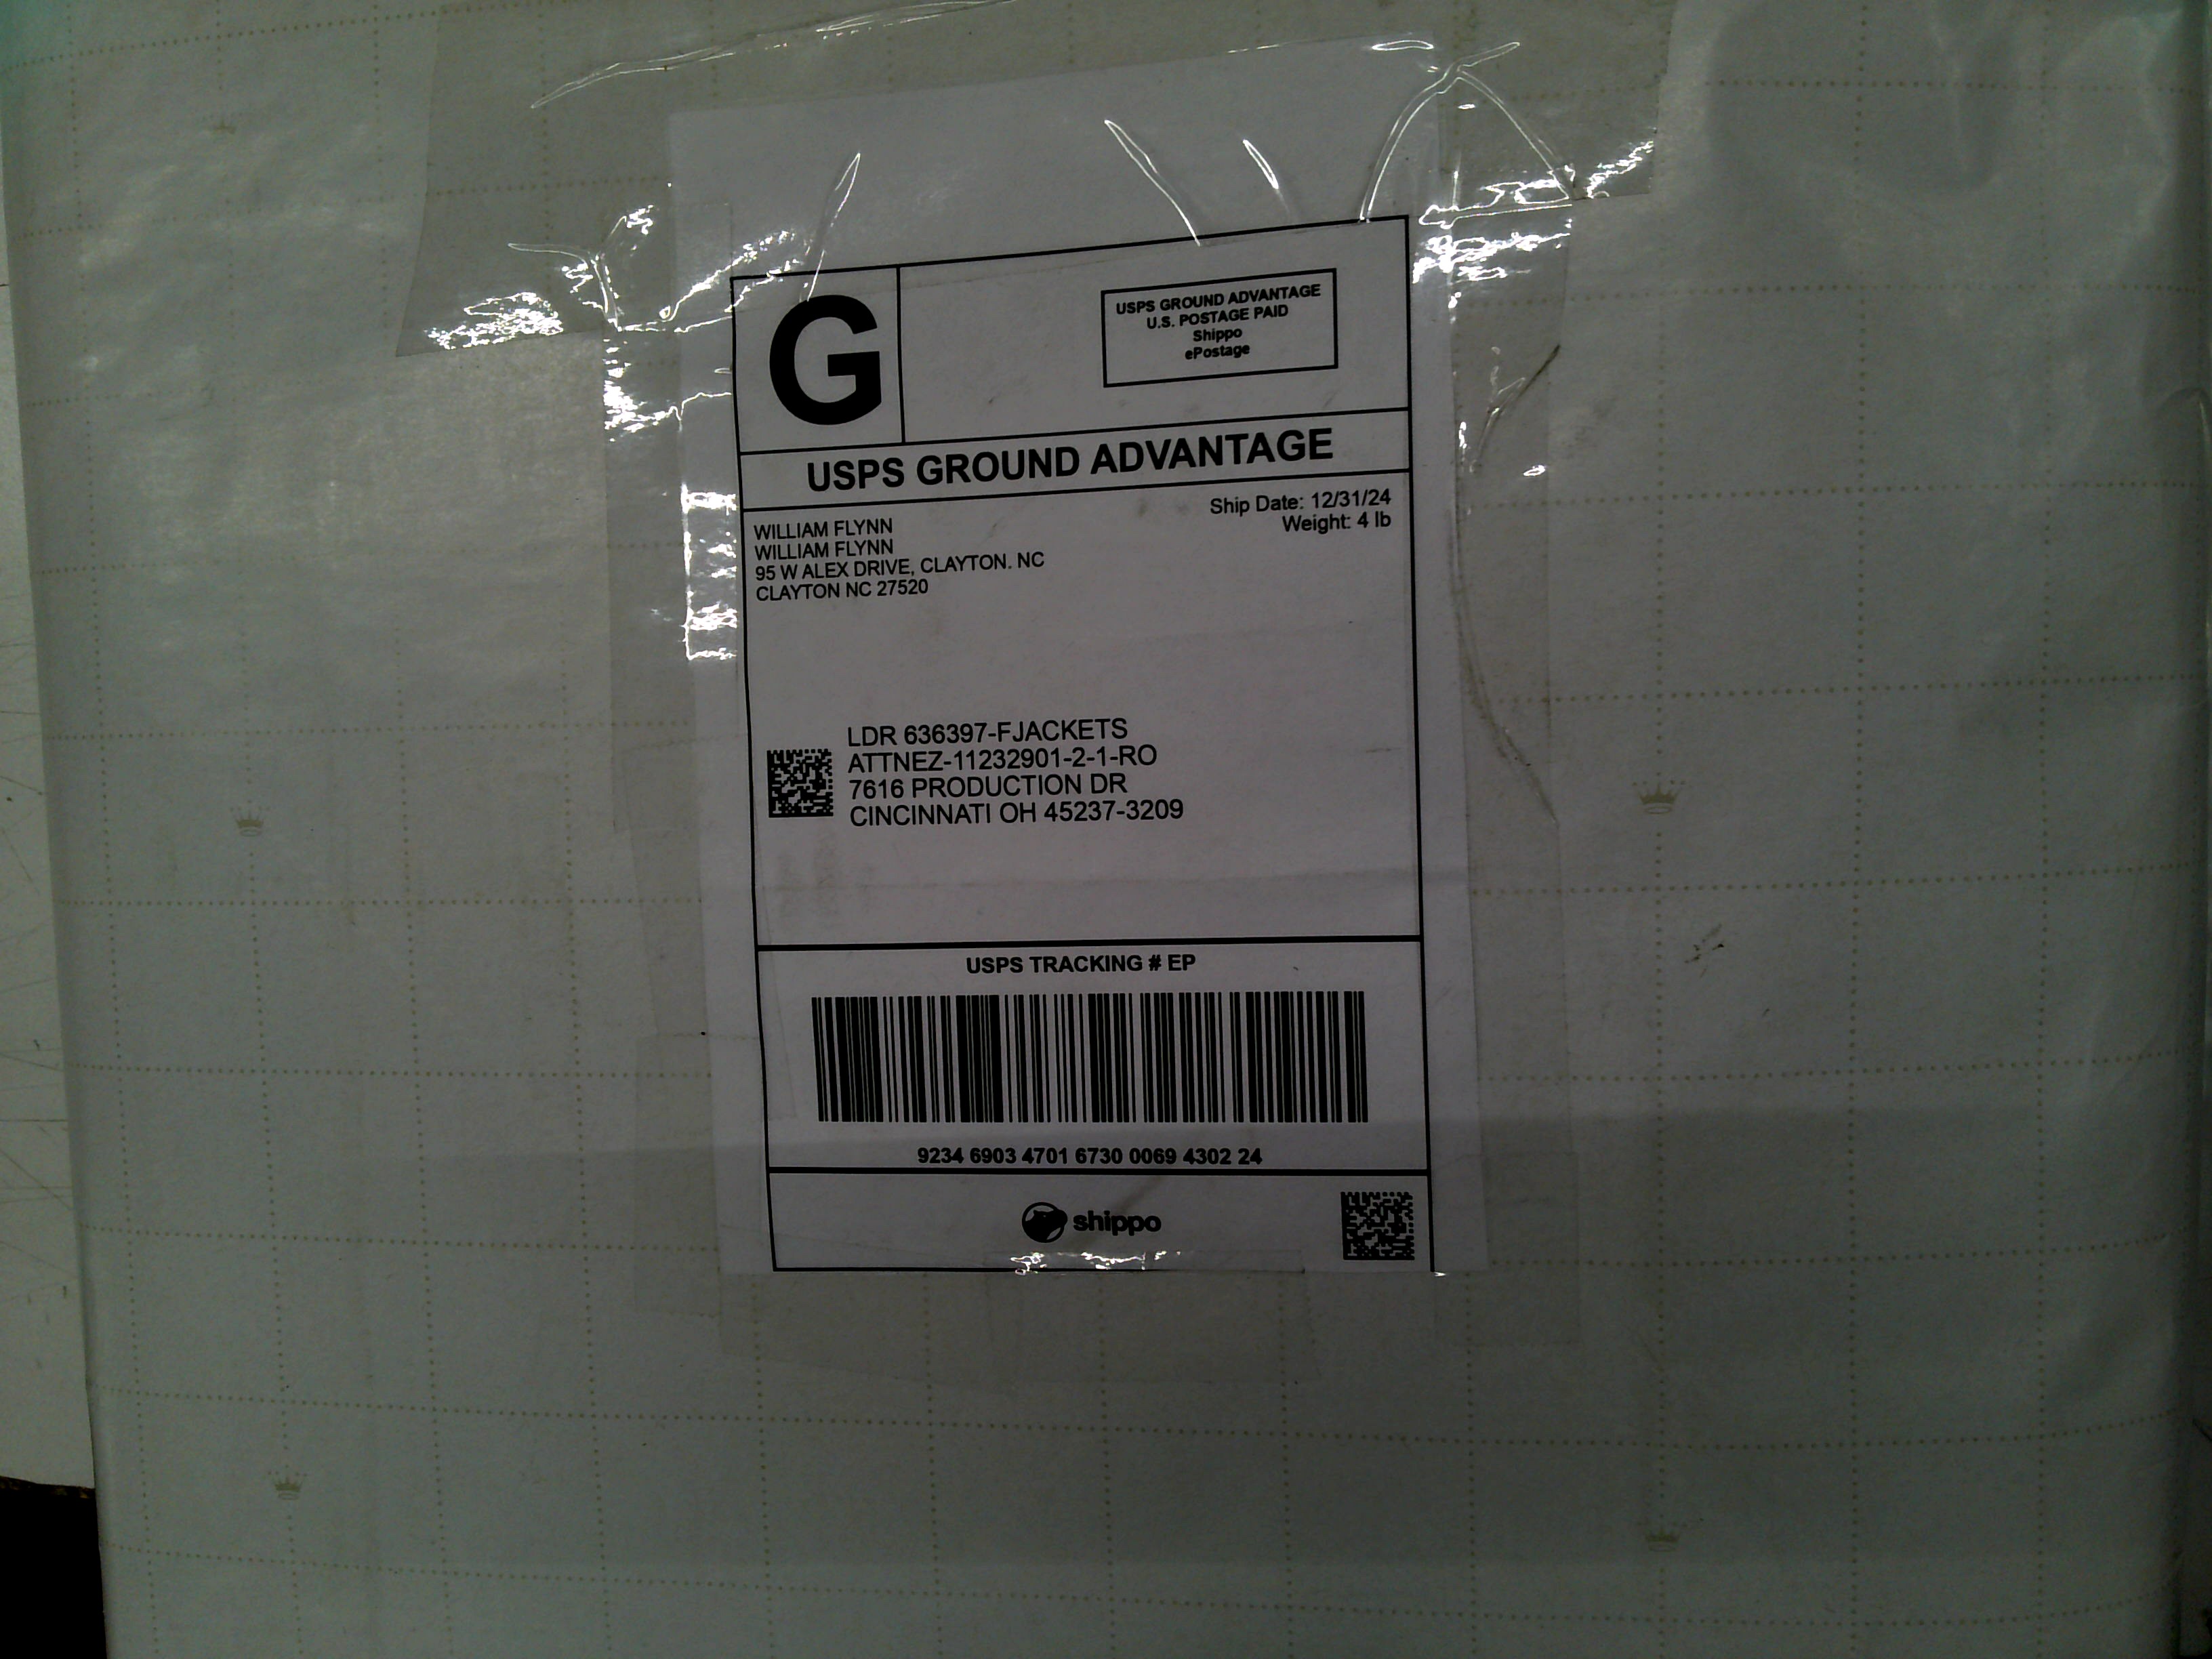 G
USPS GROUND ADVANTAGE
U.S. POSTAGE PAID
Shippo
ePostage
USPS GROUND ADVANTAGE
Ship Date: 12/31/24
Weight: 4 lb
WILLIAM FLYNN
WILLIAM FLYNN
95 W ALEX DRIVE, CLAYTON. NC
CLAYTON NC 27520
LDR 636397-FJACKETS
ATTNEZ-11232901-2-1-RO
7616 PRODUCTION DR
CINCINNATI OH 45237-3209
USPS TRACKING # EP
9234 6903 4701 6730 0069 4302 24
shippo